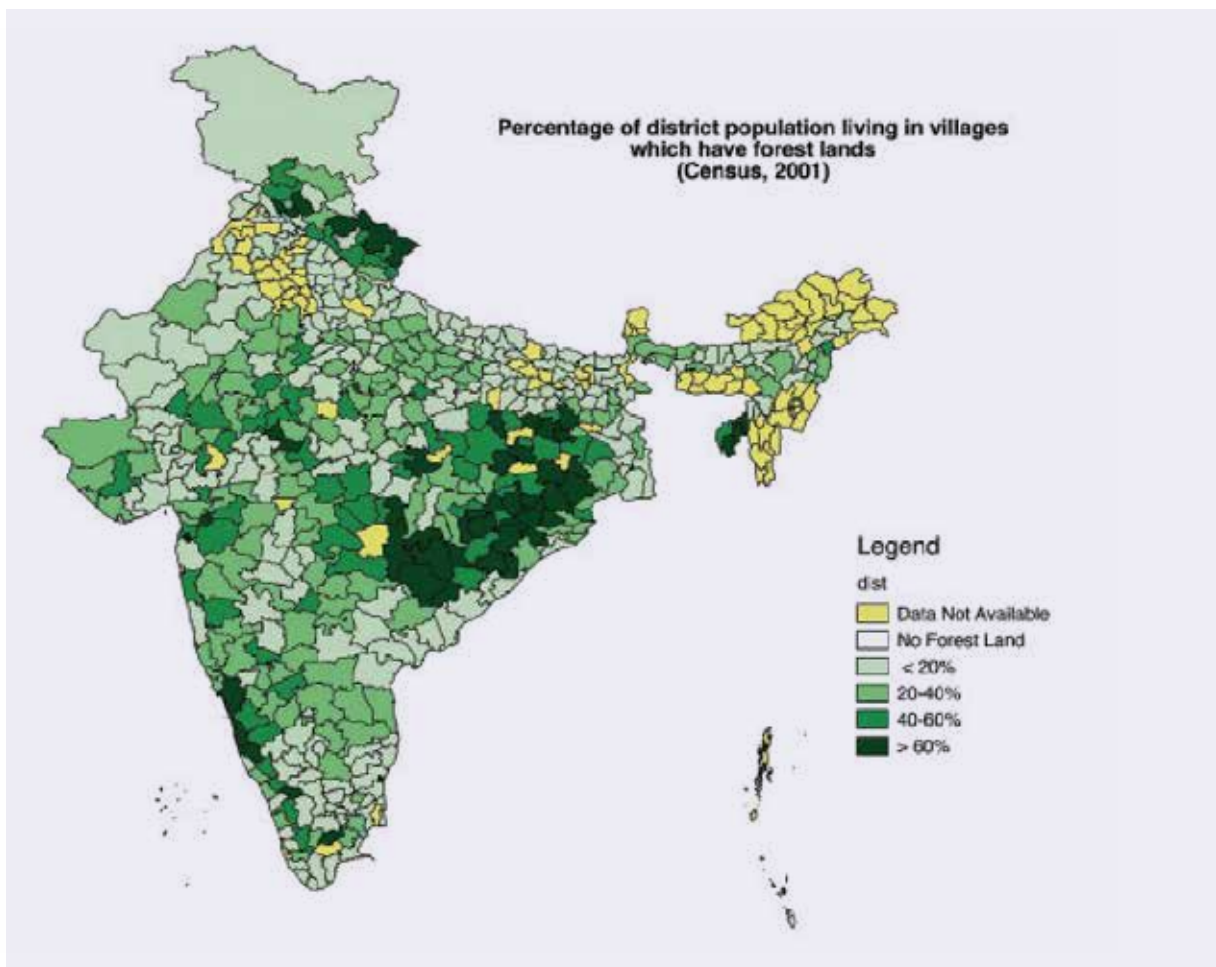 Percentage of district population living in villages
which have forest lands
(Census, 2001)
Legend
dist
Data Not Available
No Forest Land
< 20%
20-40%
40-60%
> 60%